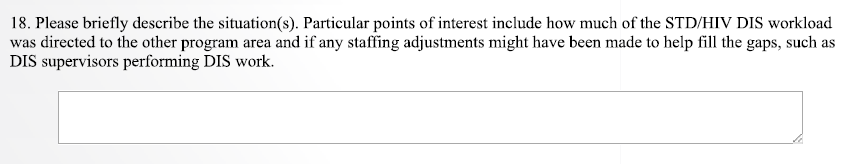 18. Please briefly describe the situation(s). Particular points of interest include how much of the STD/HIV DIS workload
was directed to the other program area and if any staffing adjustments might have been made to help fill the gaps, such as
DIS supervisors performing DIS work.